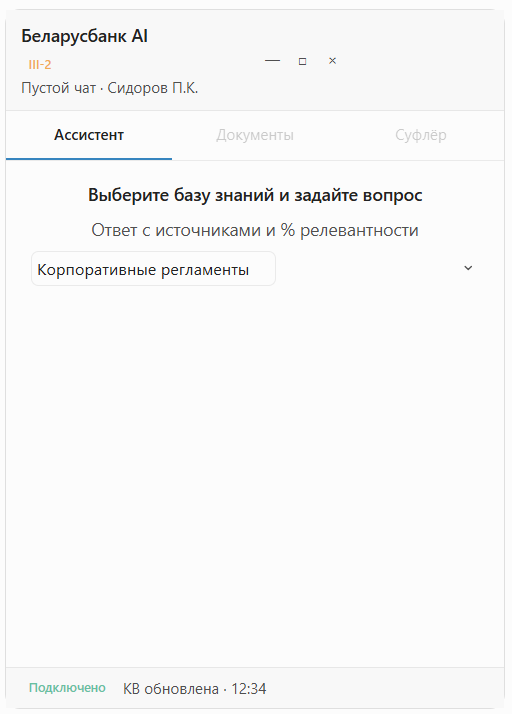 Беларусбанк AI
III-2
Пустой чат · Сидоров П.К.
Ассистент Документы Суфлёр
Выберите базу знаний и задайте вопрос
Ответ с источниками и % релевантности
Корпоративные регламенты
Подключено КВ обновлена · 12:34